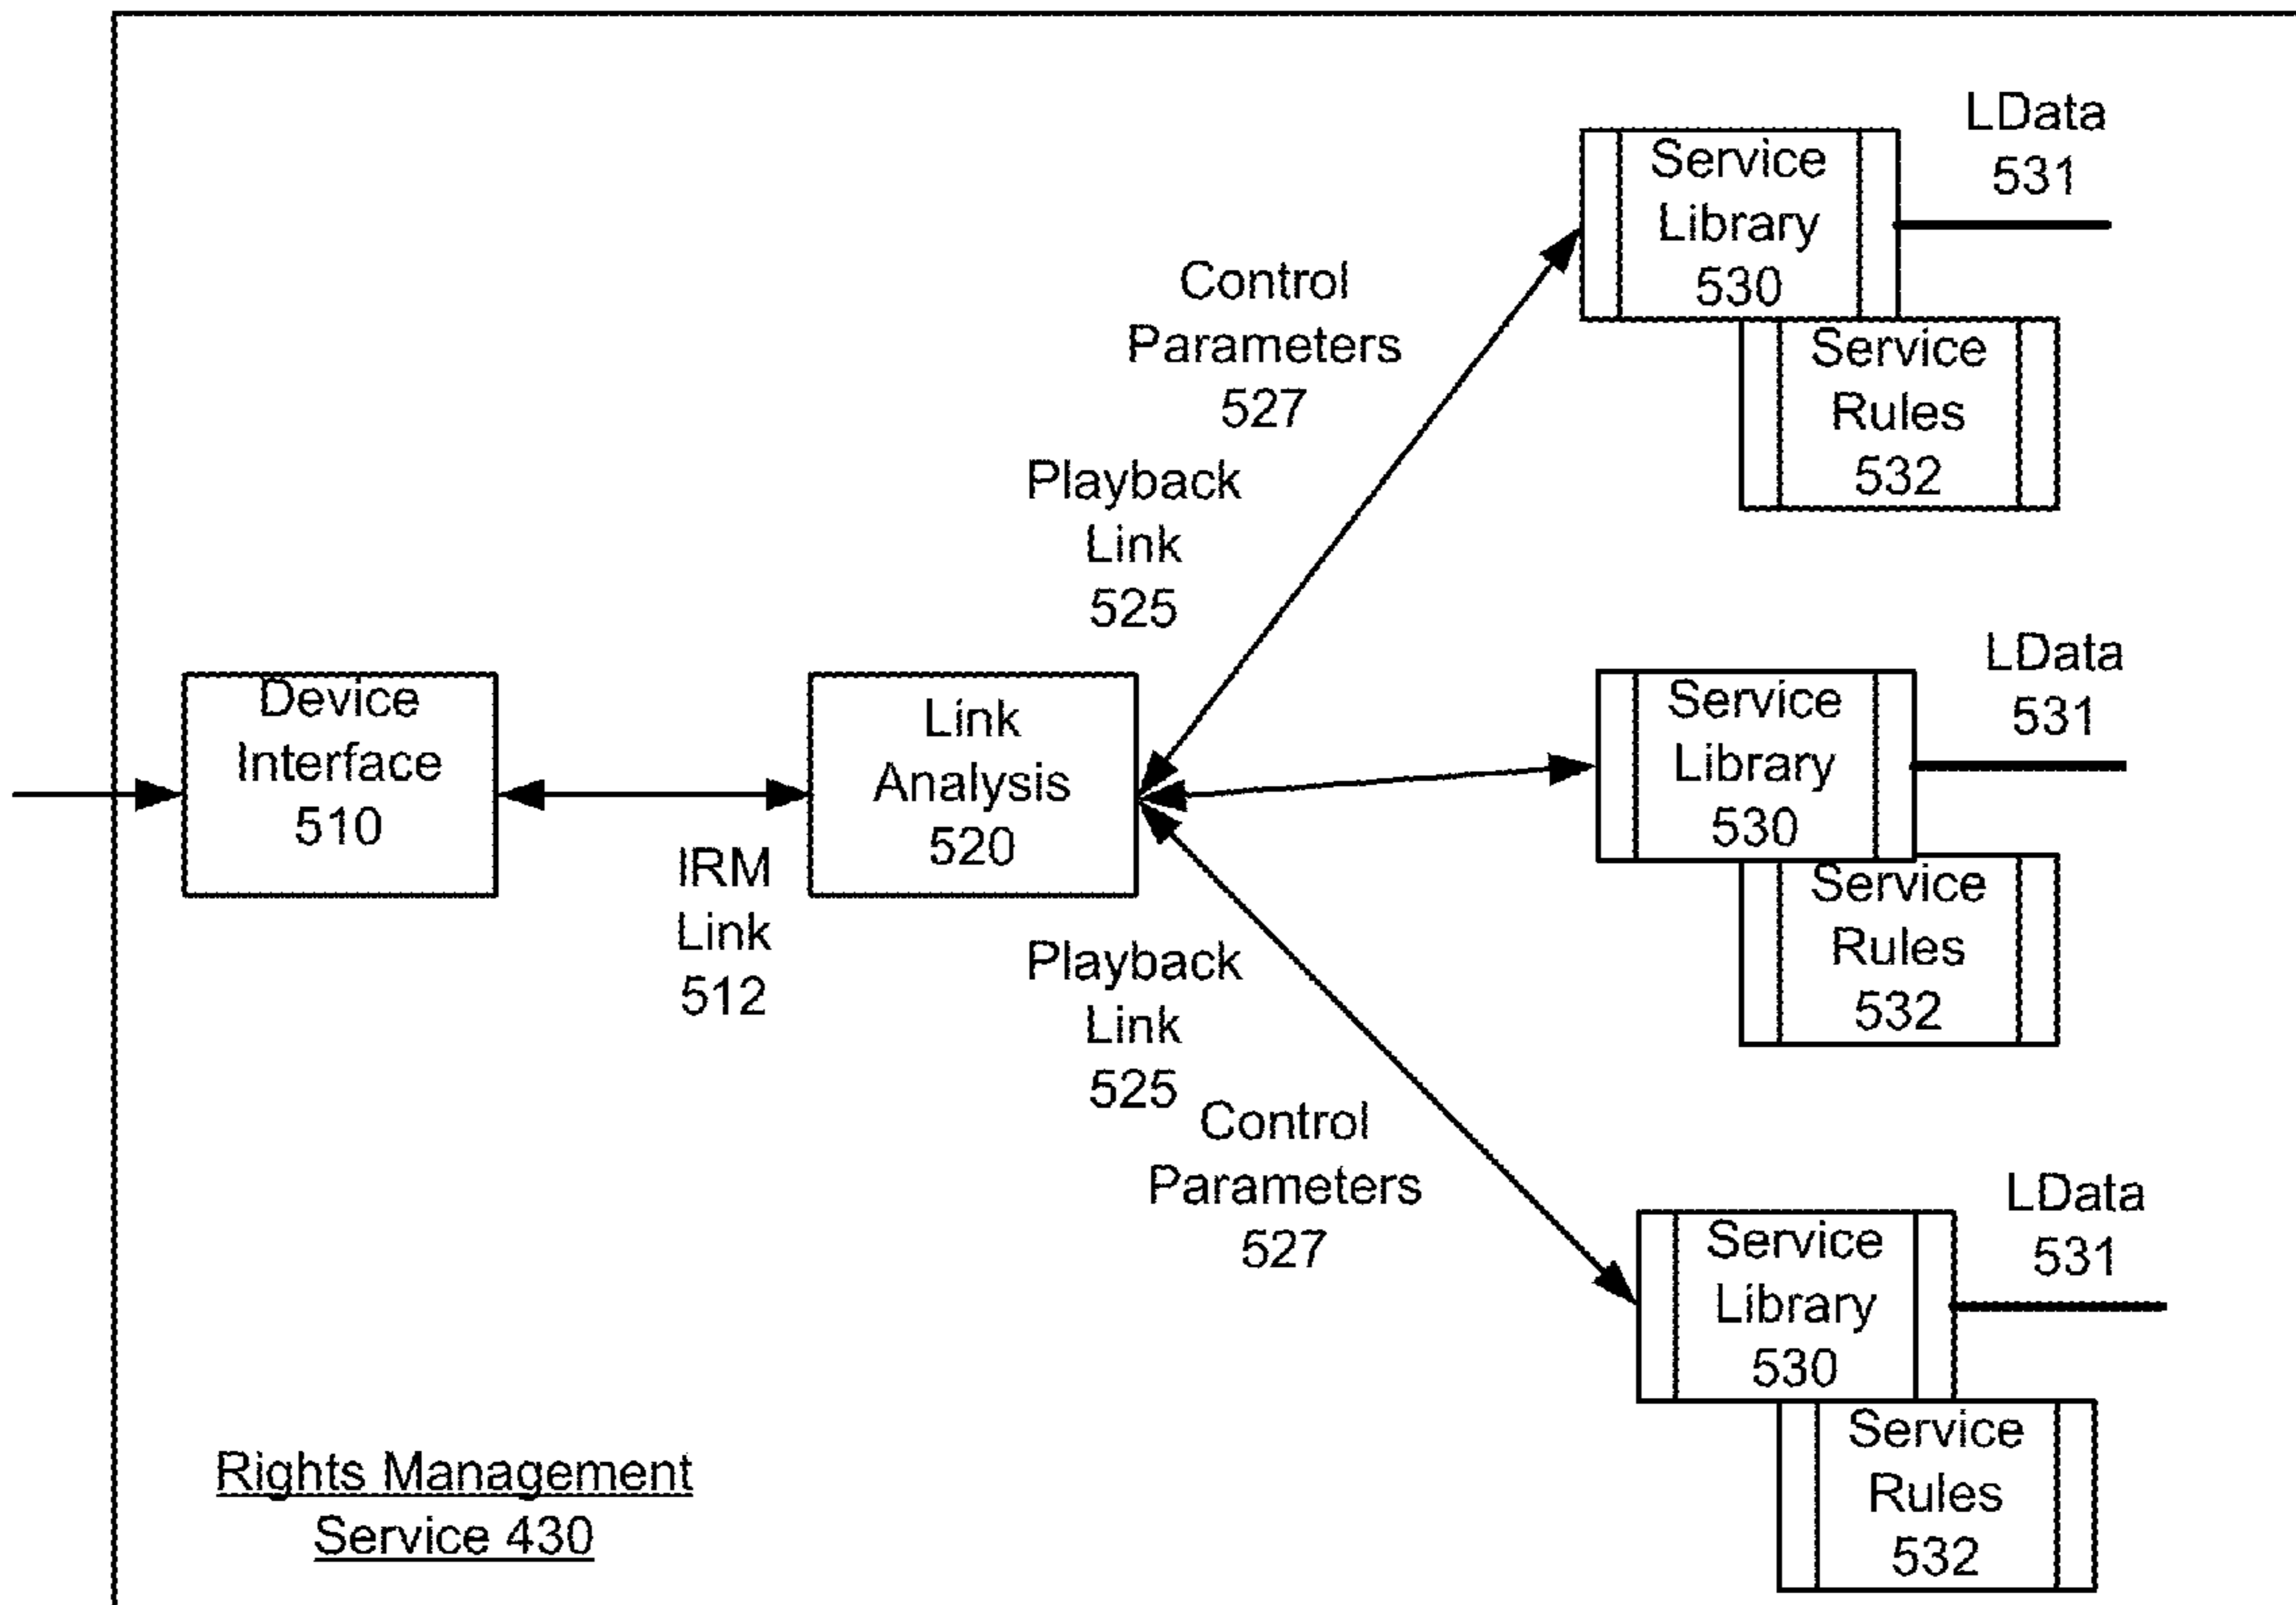 LData
531
Service
Library
530
Service
Rules
532
Control
Parameters
527
Playback
Link
525
Device
Interface
510
IRM
Link
512
Link
Analysis
520
LData
531
Service
Library
530
Service
Rules
532
Playback
Link
525
Control
Parameters
527
LData
531
Service
Library
530
Service
Rules
532
Rights Management
Service 430